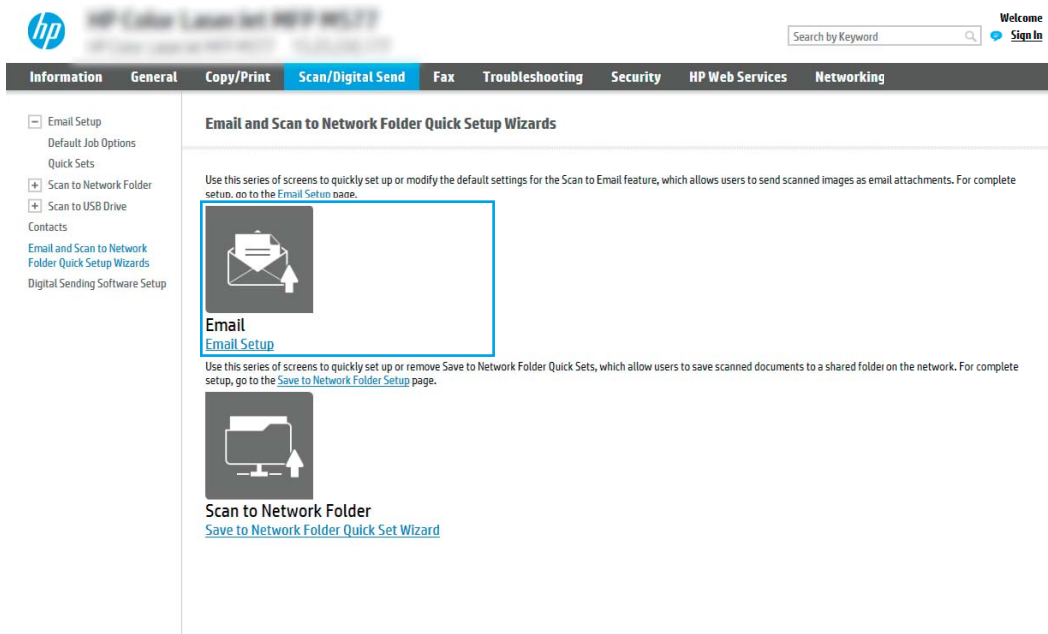 hp
Welcome
Search by Keyword
Sign In
Information General Copy/Print Scan/Digital Send Fax Troubleshooting Security HP Web Services Networking
Email Setup
Default Job Options
Quick Sets
Scan to Network Folder
Scan to USB Drive
Contacts
Email and Scan to Network
Folder Quick Setup Wizards
Digital Sending Software Setup
Email and Scan to Network Folder Quick Setup Wizards
Use this series of screens to quickly set up or modify the default settings for the Scan to Email feature, which allows users to send scanned images as email attachments. For complete
setup, go to the Email Setup page.
Email
Email Setup
Use this series of screens to quickly set up or remove Save to Network Folder Quick Sets, which allow users to save scanned documents to a shared folder on the network. For complete
setup, go to the Save to Network Folder Setup page.
Scan to Network Folder
Save to Network Folder Quick Set Wizard